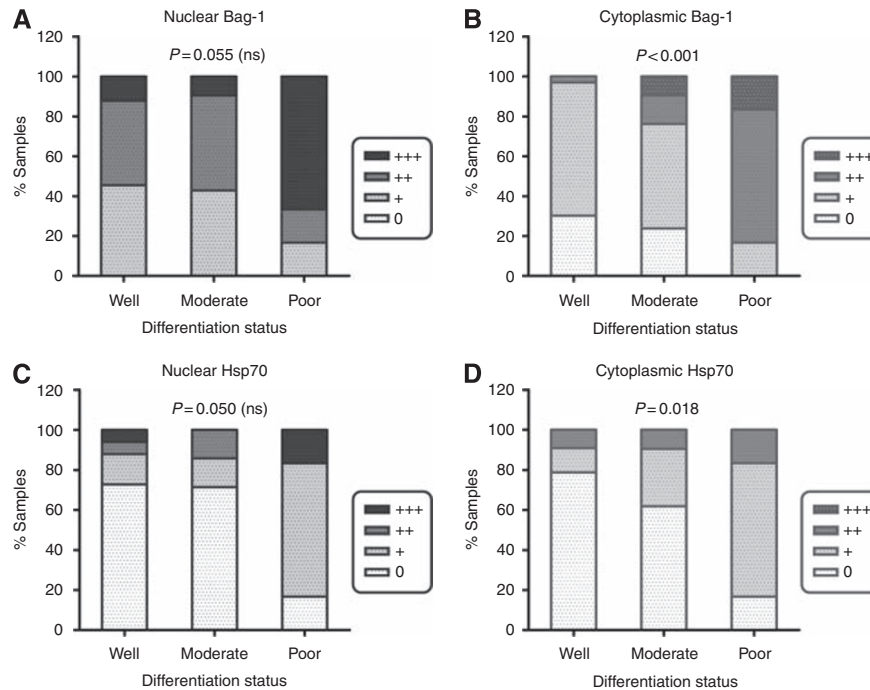 A
Nuclear Bag-1
P=0.055 (ns)
120
100
80
60
40
20
0
% Samples
Well Moderate Poor
Differentiation status
+++
++
+
0
B
Cytoplasmic Bag-1
P<0.001
120
100
80
60
40
20
0
% Samples
Well Moderate Poor
Differentiation status
+++
++
+
0
C
Nuclear Hsp70
P=0.050 (ns)
120
100
80
60
40
20
0
% Samples
Well Moderate Poor
Differentiation status
+++
++
+
0
D
Cytoplasmic Hsp70
P=0.018
120
100
80
60
40
20
0
% Samples
Well Moderate Poor
Differentiation status
+++
++
+
0